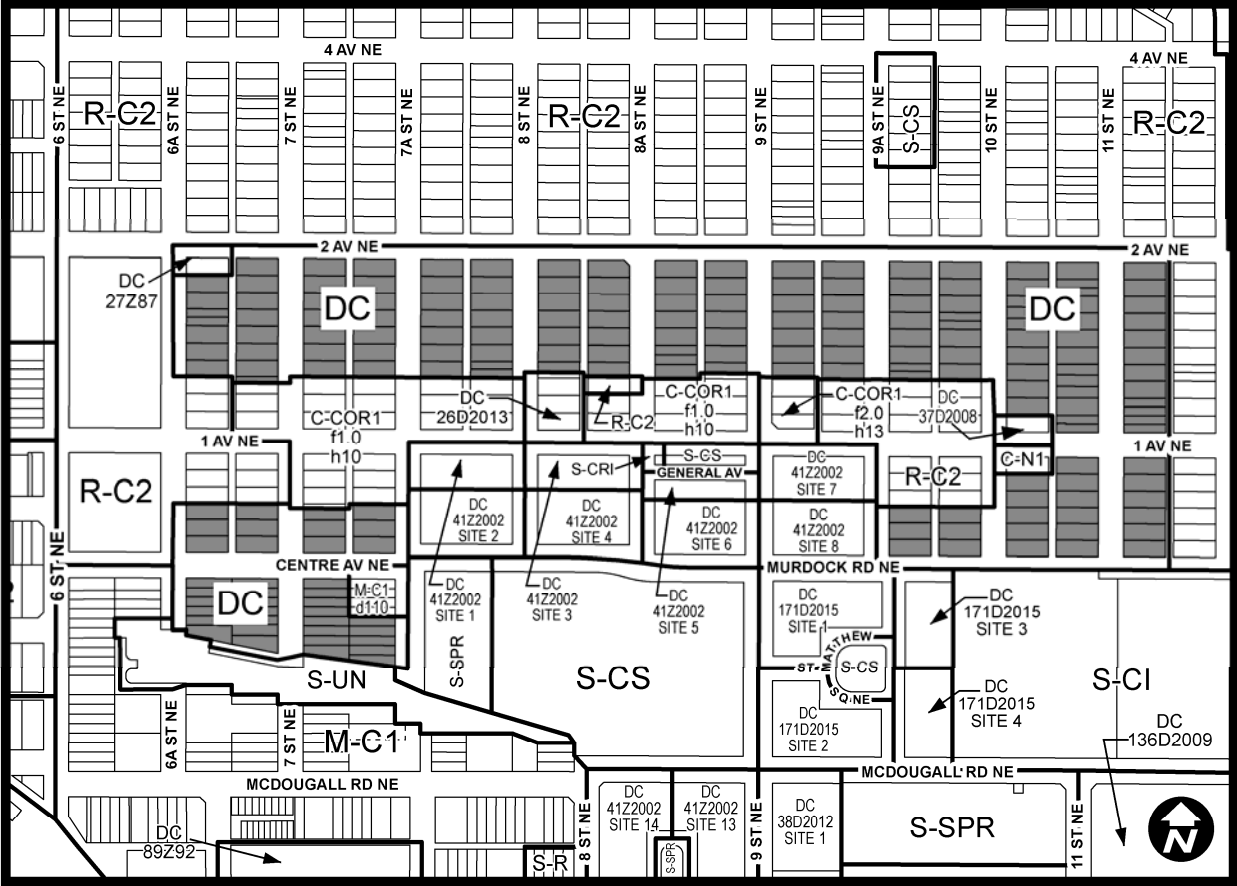 4 AV NE
4 AV NE
6 ST NE
R-C2
6A ST NE
7 ST NE
7A ST NE
8 ST NE
R-C2
8A ST NE
9 ST NE
9A ST NE
S-CS
10 ST NE
11 ST NE
R-C2
2 AV NE
2 AV NE
DC
27Z87
DC
DC
C-COR1
f1.0
h10
DC
26D2013
R-C2
C-COR1
f1.0
h10
C-COR1
f2.0
h13
DC
37D2008
1 AV NE
1 AV NE
S-CRI
S-CS
GENERAL AV
DC
41Z2002
SITE 7
R-C2
C-N1
R-C2
DC
41Z2002
SITE 2
DC
41Z2002
SITE 4
DC
41Z2002
SITE 6
DC
41Z2002
SITE 8
6 ST NE
CENTRE AV NE
MURDOCK RD NE
DC
M-C1
d110
DC
41Z2002
SITE 1
DC
41Z2002
SITE 3
DC
41Z2002
SITE 5
DC
171D2015
SITE 1
DC
171D2015
SITE 3
S-SPR
S-UN
S-CS
ST. MATTHEW
SQ NE
S-CS
S-CI
DC
171D2015
SITE 4
DC
171D2015
SITE 2
DC
136D2009
6A ST NE
7 ST NE
M-C1
MCDOUGALL RD NE
MCDOUGALL RD NE
DC
89Z92
S-R
8 ST NE
DC
41Z2002
SITE 14
DC
41Z2002
SITE 13
S-SPR
9 ST NE
DC
38D2012
SITE 1
S-SPR
11 ST NE
N